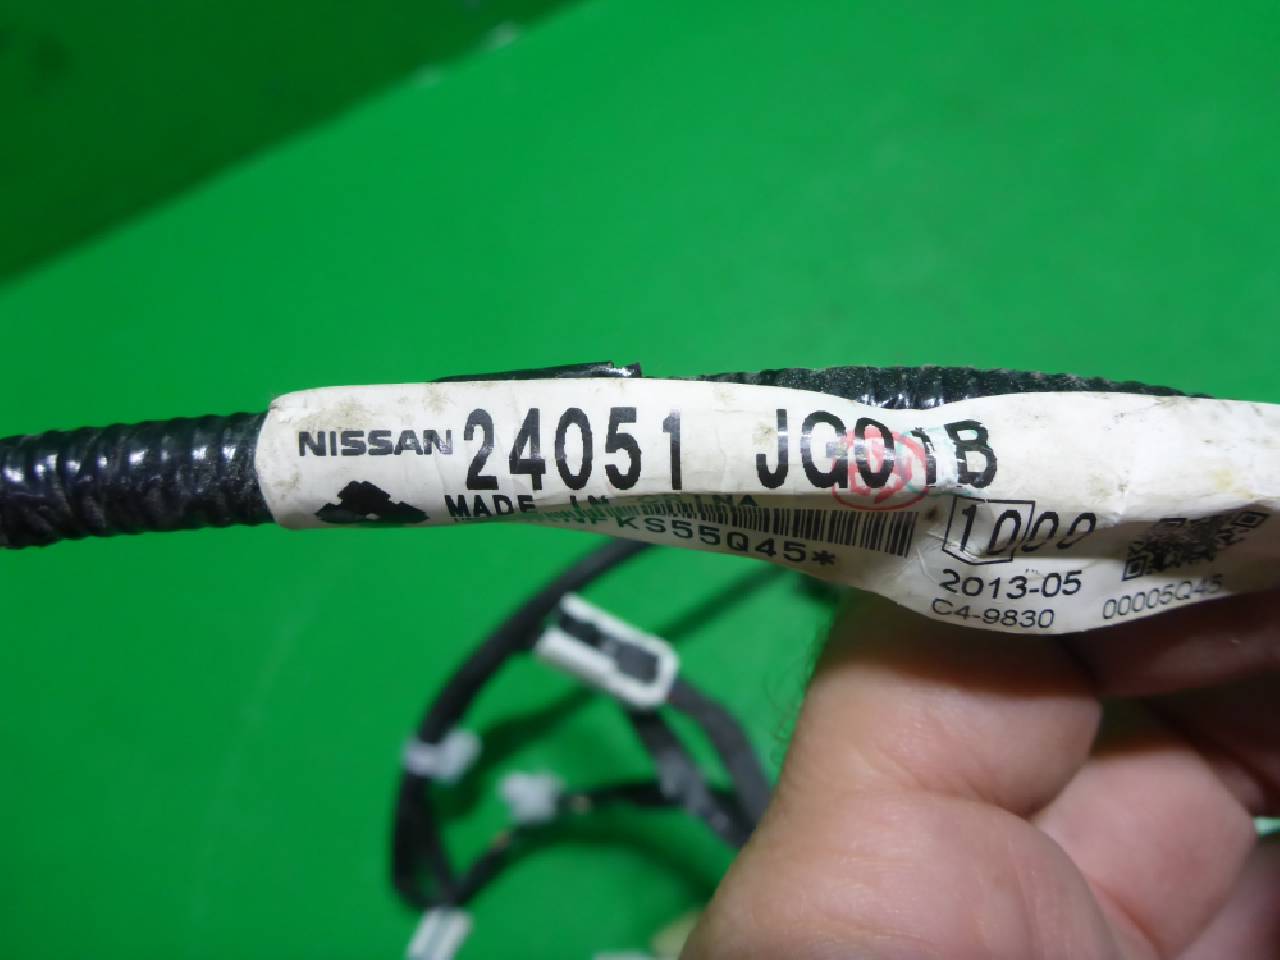 NISSAN 24051 JG01B
MADE IN CHINA
KS55Q45*
1000
2013-05
C4-9830
00005Q45